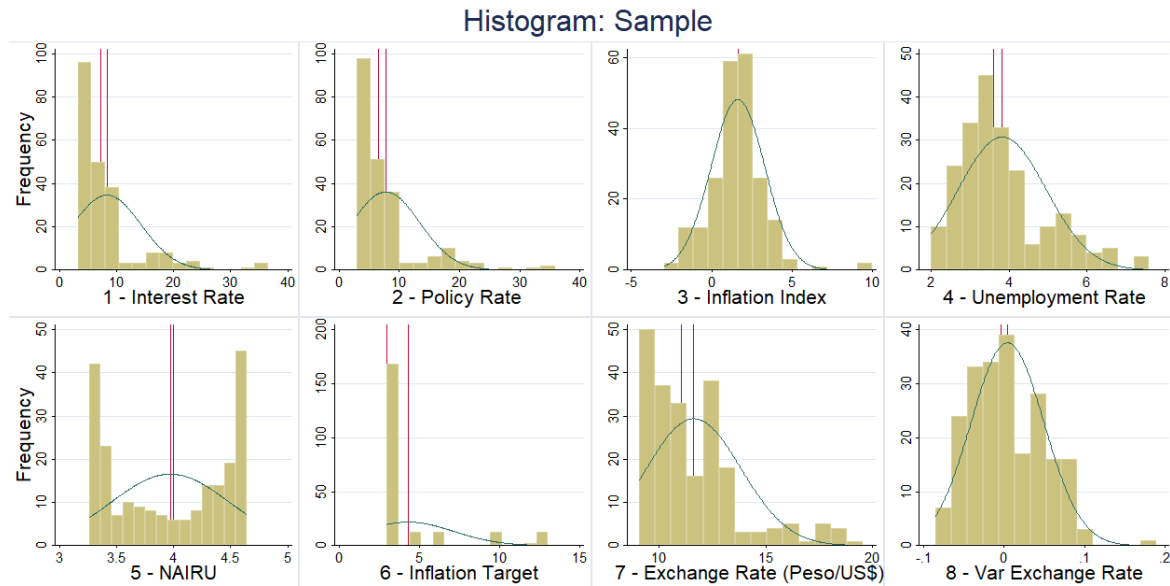 Histogram: Sample
Frequency
0 20 40 60 80 100
0 10 20 30 40
1 - Interest Rate
0 20 40 60 80 100
0 10 20 30 40
2 - Policy Rate
0 20 40 60
-5 0 5 10
3 - Inflation Index
0 10 20 30 40 50
2 4 6 8
4 - Unemployment Rate
Frequency
0 10 20 30 40 50
3 3.5 4 4.5 5
5 - NAIRU
0 50 100 150 200
0 5 10 15
6 - Inflation Target
0 10 20 30 40 50
10 15 20
7 - Exchange Rate (Peso/US$)
0 10 20 30 40
-.1 0 .1 .2
8 - Var Exchange Rate